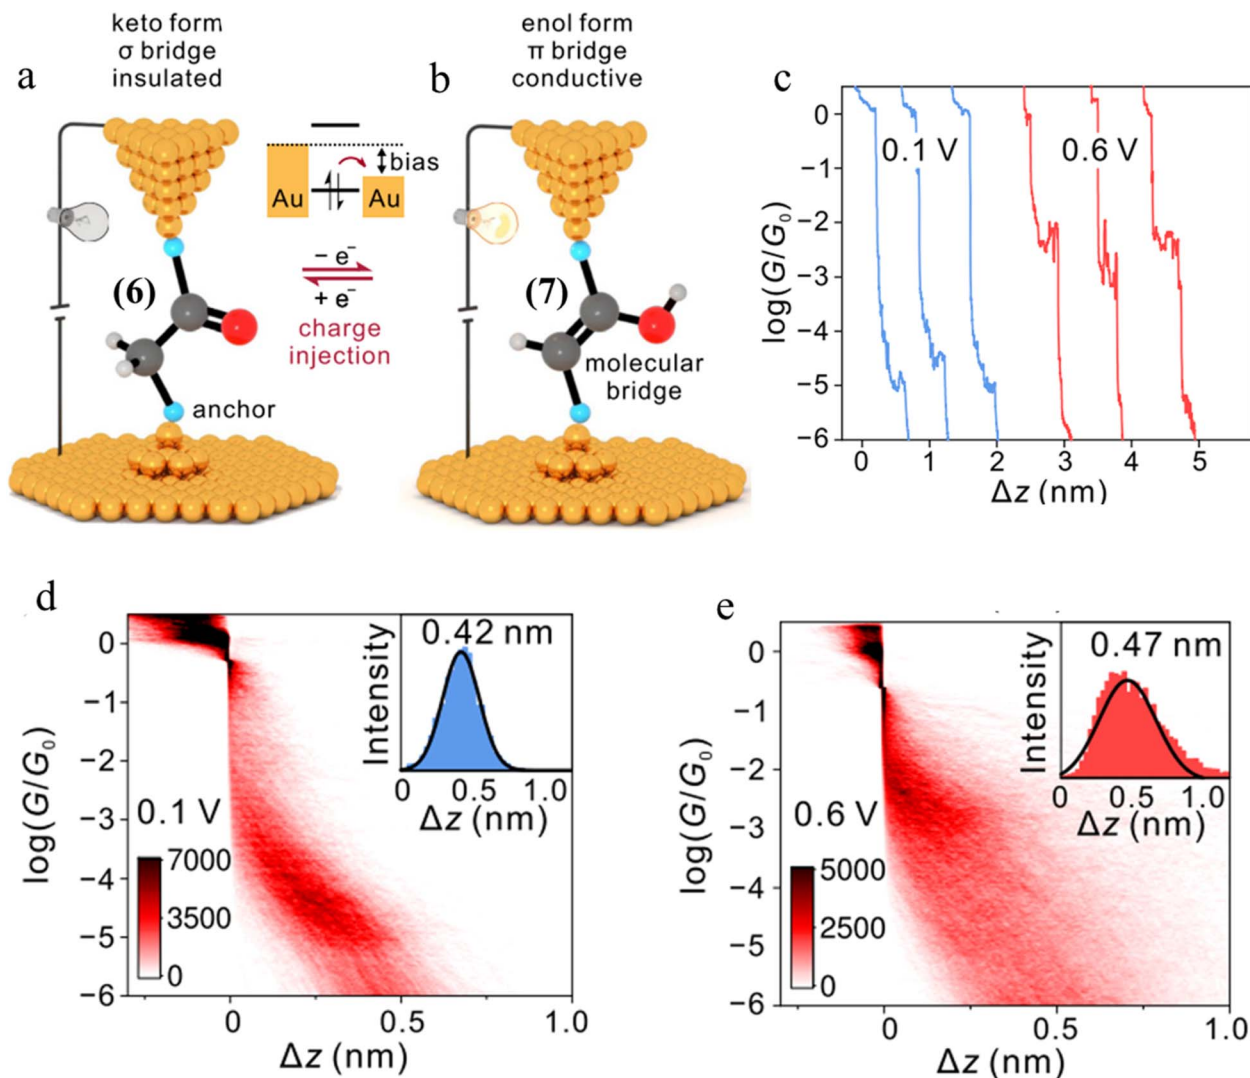 a
keto form
σ bridge
insulated
Au
Au
bias
(6)
− e⁻
+ e⁻
charge
injection
anchor
b
enol form
π bridge
conductive
(7)
molecular
bridge
c
0.1 V
0.6 V
log(G/G₀)
0
−1
−2
−3
−4
−5
−6
0 1 2 3 4 5
Δz (nm)
d
0
−1
−2
−3
−4
−5
−6
log(G/G₀)
0.1 V
7000
3500
0
Intensity
0.42 nm
0 0.5 1.0
Δz (nm)
0 0.5 1.0
Δz (nm)
e
0
−1
−2
−3
−4
−5
−6
log(G/G₀)
0.6 V
5000
2500
0
Intensity
0.47 nm
0 0.5 1.0
Δz (nm)
0 0.5 1.0
Δz (nm)